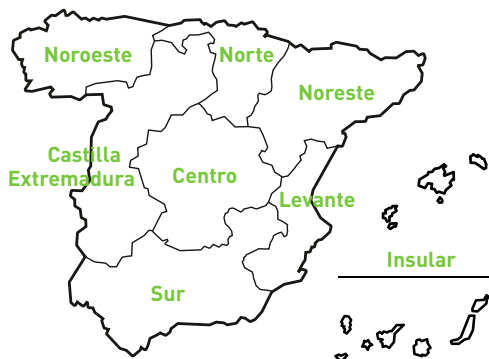 Noroeste
Norte
Noreste
Castilla
Extremadura
Centro
Levante
Insular
Sur